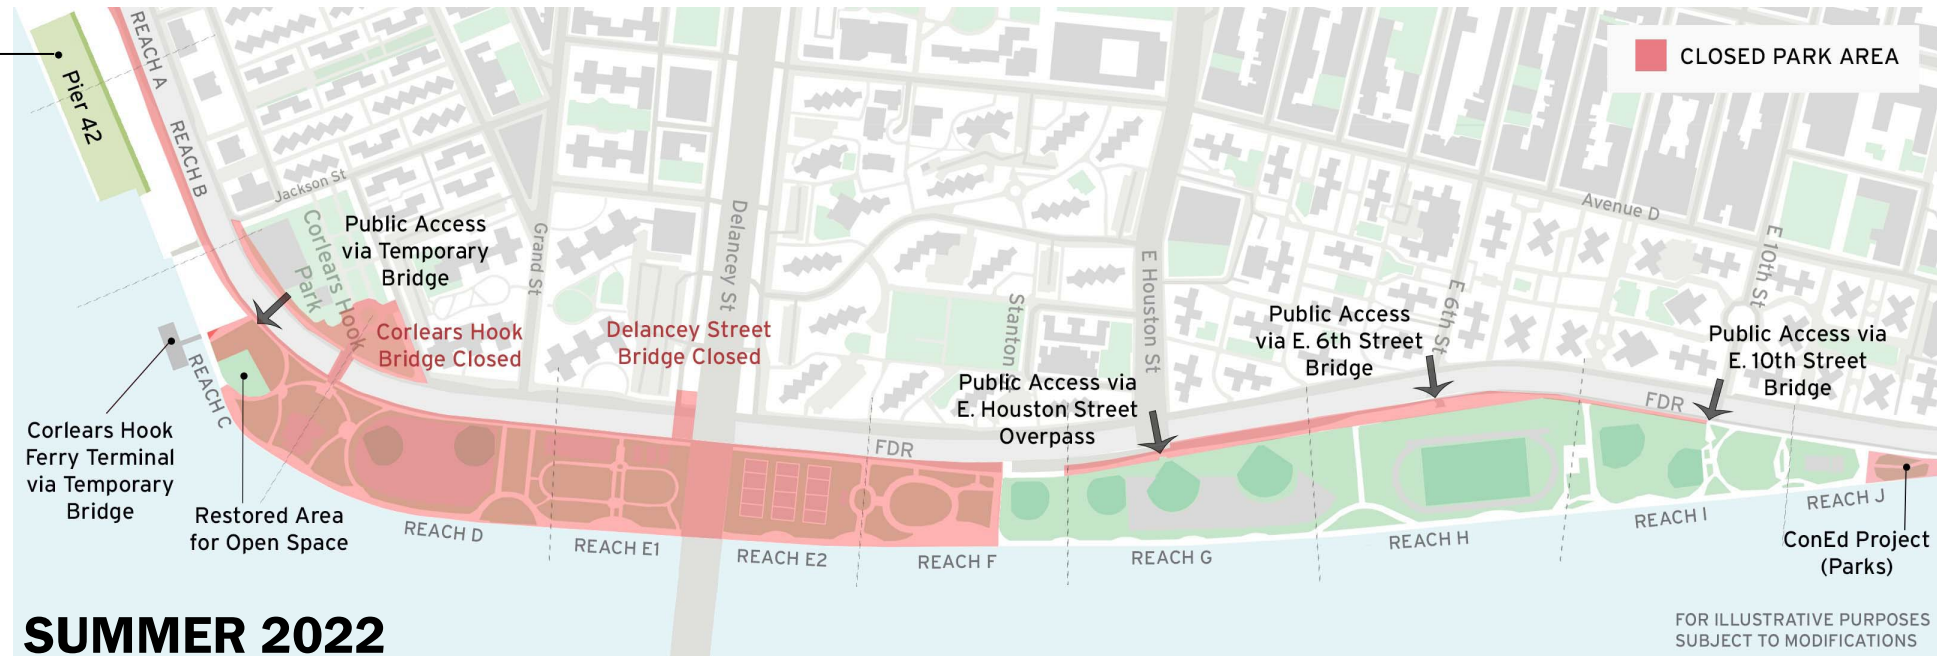 CLOSED PARK AREA
Pier 42
REACH A
REACH B
Jackson St
Corlears Hook
Park
Public Access
via Temporary
Bridge
Corlears Hook
Bridge Closed
Grand St
Delancey St
Delancey Street
Bridge Closed
Stanton
E Houston St
Public Access via
E. Houston Street
Overpass
Public Access
via E. 6th Street
Bridge
E 6th St
Avenue D
E 10th St
Public Access via
E. 10th Street
Bridge
FDR
FDR
REACH C
Corlears Hook
Ferry Terminal
via Temporary
Bridge
Restored Area
for Open Space
REACH D
REACH E1
REACH E2
REACH F
REACH G
REACH H
REACH I
REACH J
ConEd Project
(Parks)
SUMMER 2022
FOR ILLUSTRATIVE PURPOSES
SUBJECT TO MODIFICATIONS